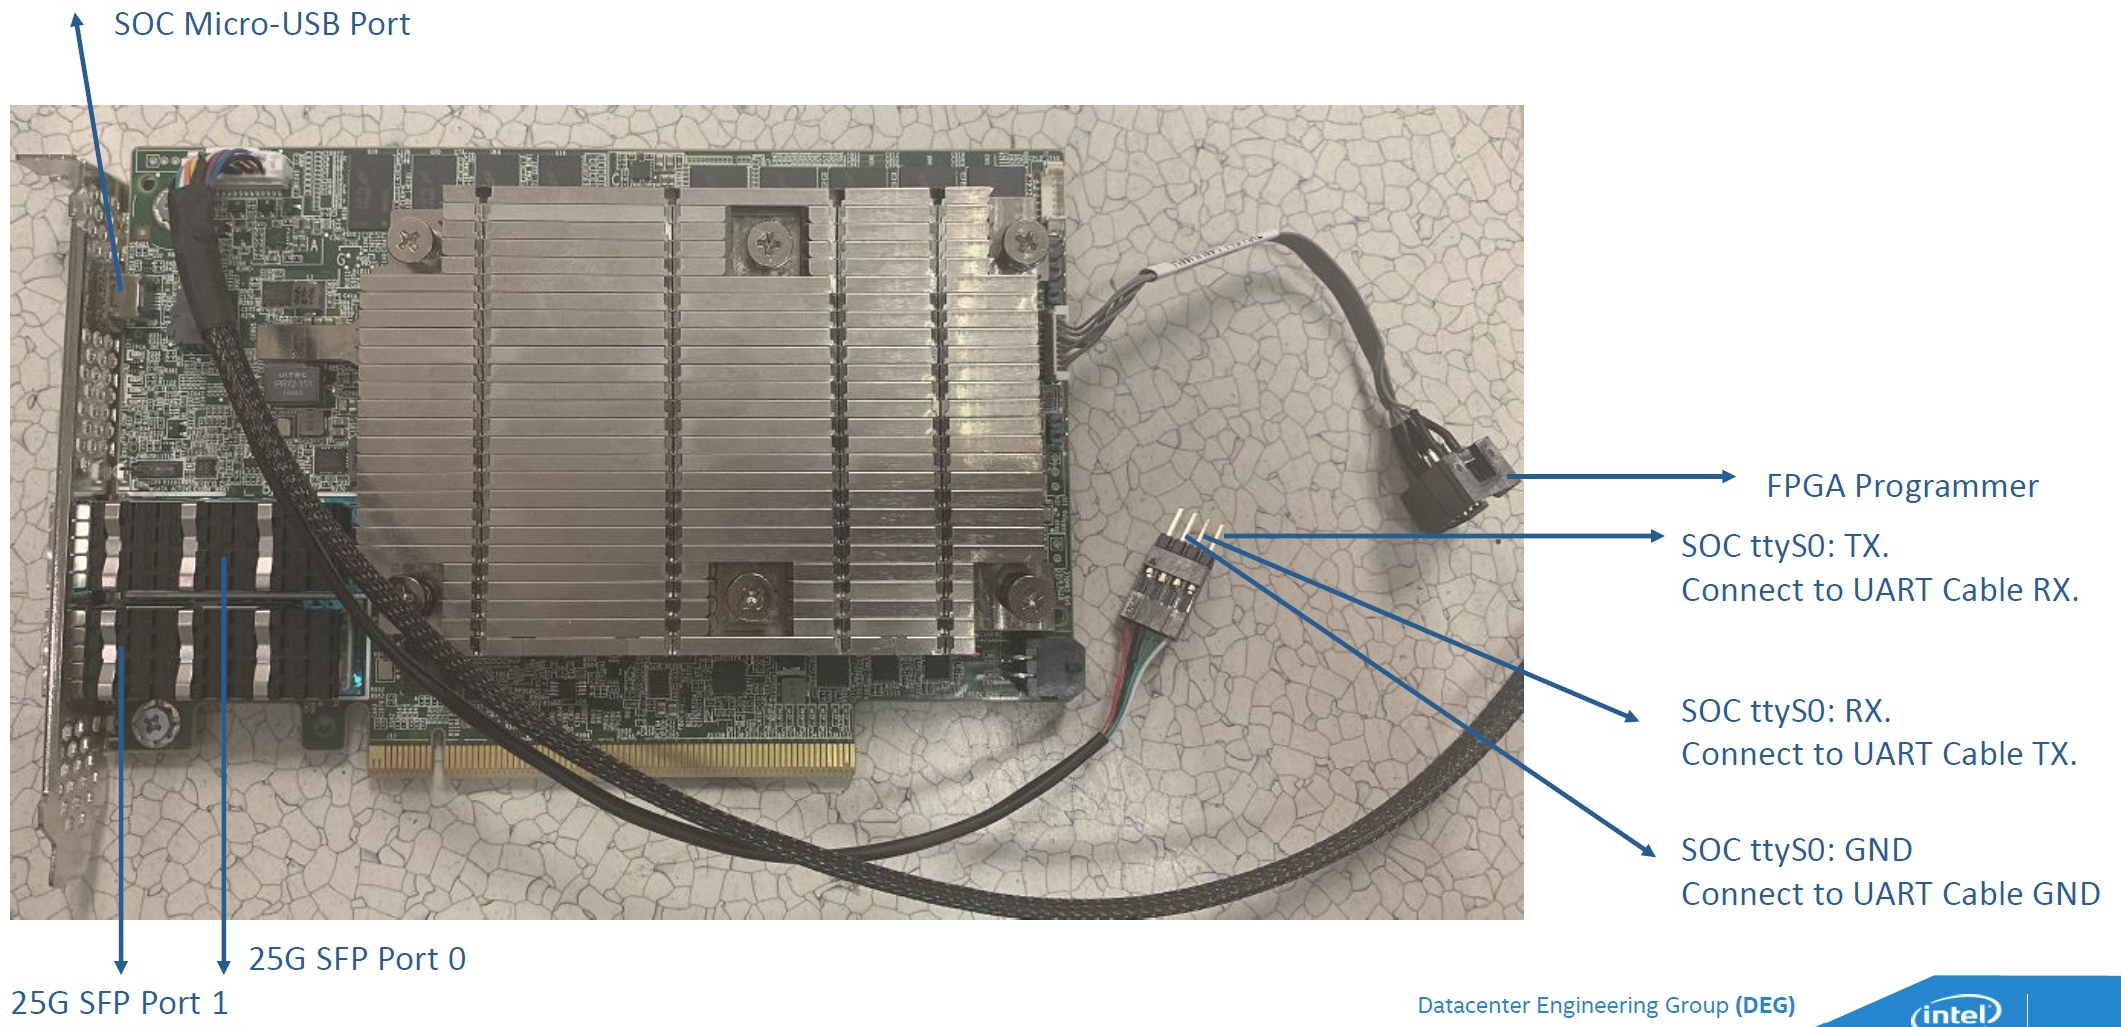 SOC Micro-USB Port
FPGA Programmer
SOC ttyS0: TX.
Connect to UART Cable RX.
SOC ttyS0: RX.
Connect to UART Cable TX.
SOC ttyS0: GND
Connect to UART Cable GND
25G SFP Port 0
25G SFP Port 1
Datacenter Engineering Group (DEG)
intel